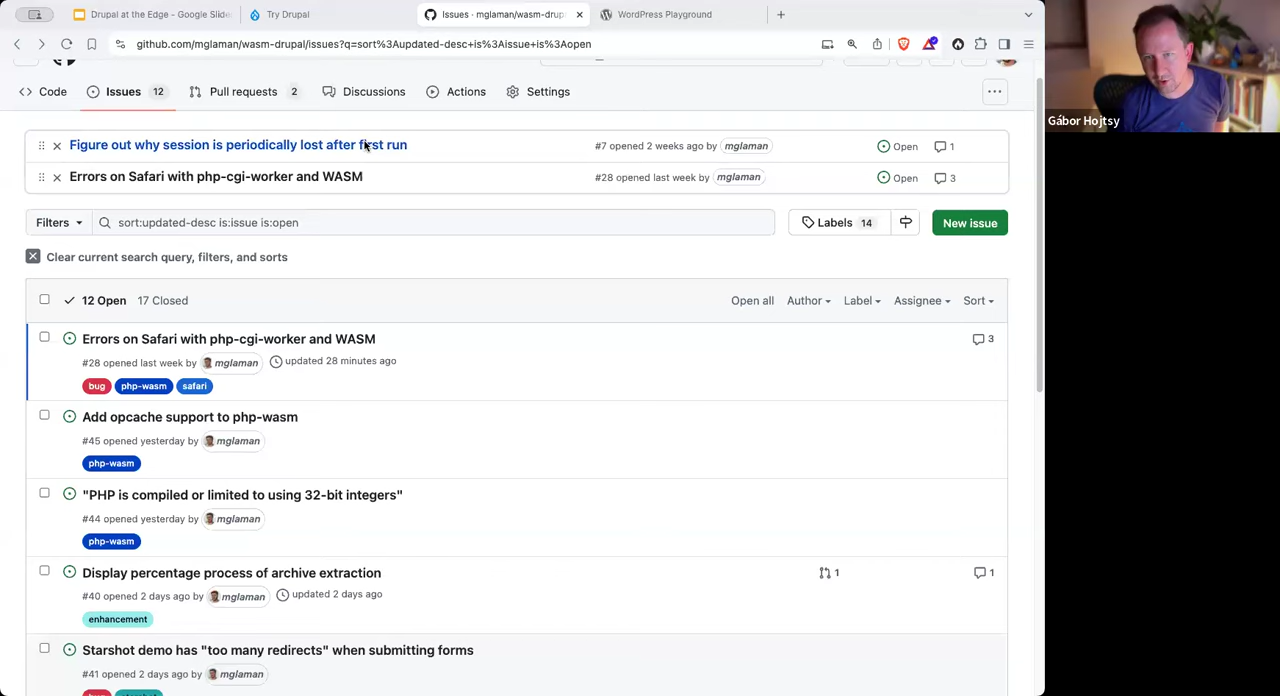 Drupal at the Edge - Google Slide
Try Drupal
Issues · mglaman/wasm-drup
WordPress Playground
github.com/mglaman/wasm-drupal/issues?q=sort%3Aupdated-desc+is%3Aissue+is%3Aopen
Gábor Hojtsy
Code
Issues 12
Pull requests 2
Discussions
Actions
Settings
Figure out why session is periodically lost after first run
#7 opened 2 weeks ago by mglaman
Open
1
Errors on Safari with php-cgi-worker and WASM
#28 opened last week by mglaman
Open
3
Filters
sort:updated-desc is:issue is:open
Labels 14
New issue
Clear current search query, filters, and sorts
12 Open 17 Closed
Open all Author Label Assignee Sort
Errors on Safari with php-cgi-worker and WASM
3
#28 opened last week by mglaman updated 28 minutes ago
bug php-wasm safari
Add opcache support to php-wasm
#45 opened yesterday by mglaman
php-wasm
"PHP is compiled or limited to using 32-bit integers"
#44 opened yesterday by mglaman
php-wasm
Display percentage process of archive extraction
1
1
#40 opened 2 days ago by mglaman updated 2 days ago
enhancement
Starshot demo has "too many redirects" when submitting forms
#41 opened 2 days ago by mglaman
bug starshot